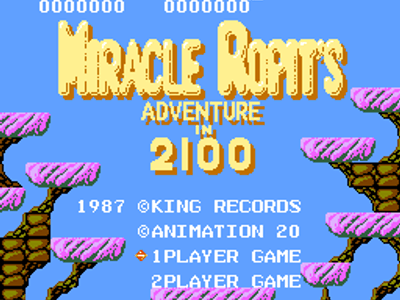 0000000 0000000
MIRACLE ROPIT'S
ADVENTURE
IN
2100
1987 ©KING RECORDS
©ANIMATION 20
1PLAYER GAME
2PLAYER GAME